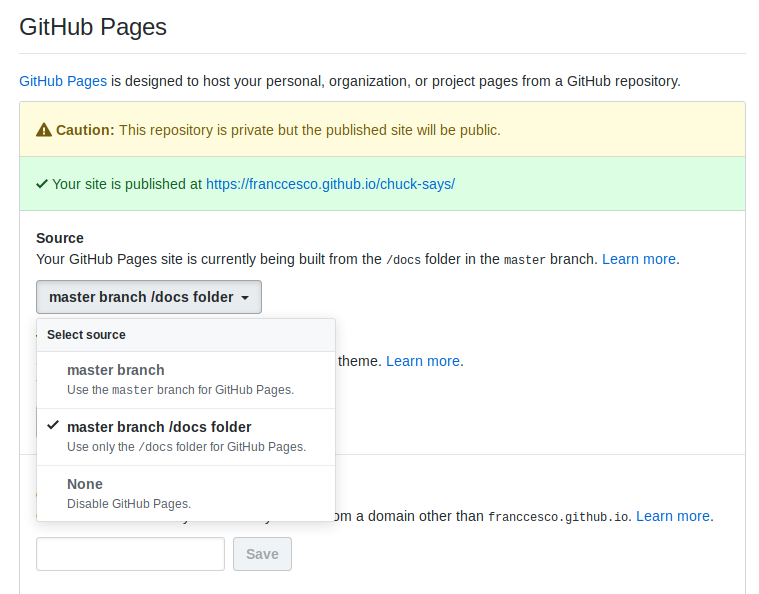 GitHub Pages
GitHub Pages is designed to host your personal, organization, or project pages from a GitHub repository.
Caution: This repository is private but the published site will be public.
Your site is published at https://franccesco.github.io/chuck-says/
Source
Your GitHub Pages site is currently being built from the /docs folder in the master branch. Learn more.
master branch /docs folder
Select source
theme. Learn more.
master branch
Use the master branch for GitHub Pages.
master branch /docs folder
Use only the /docs folder for GitHub Pages.
None
Disable GitHub Pages.
a domain other than franccesco.github.io. Learn more.
Save